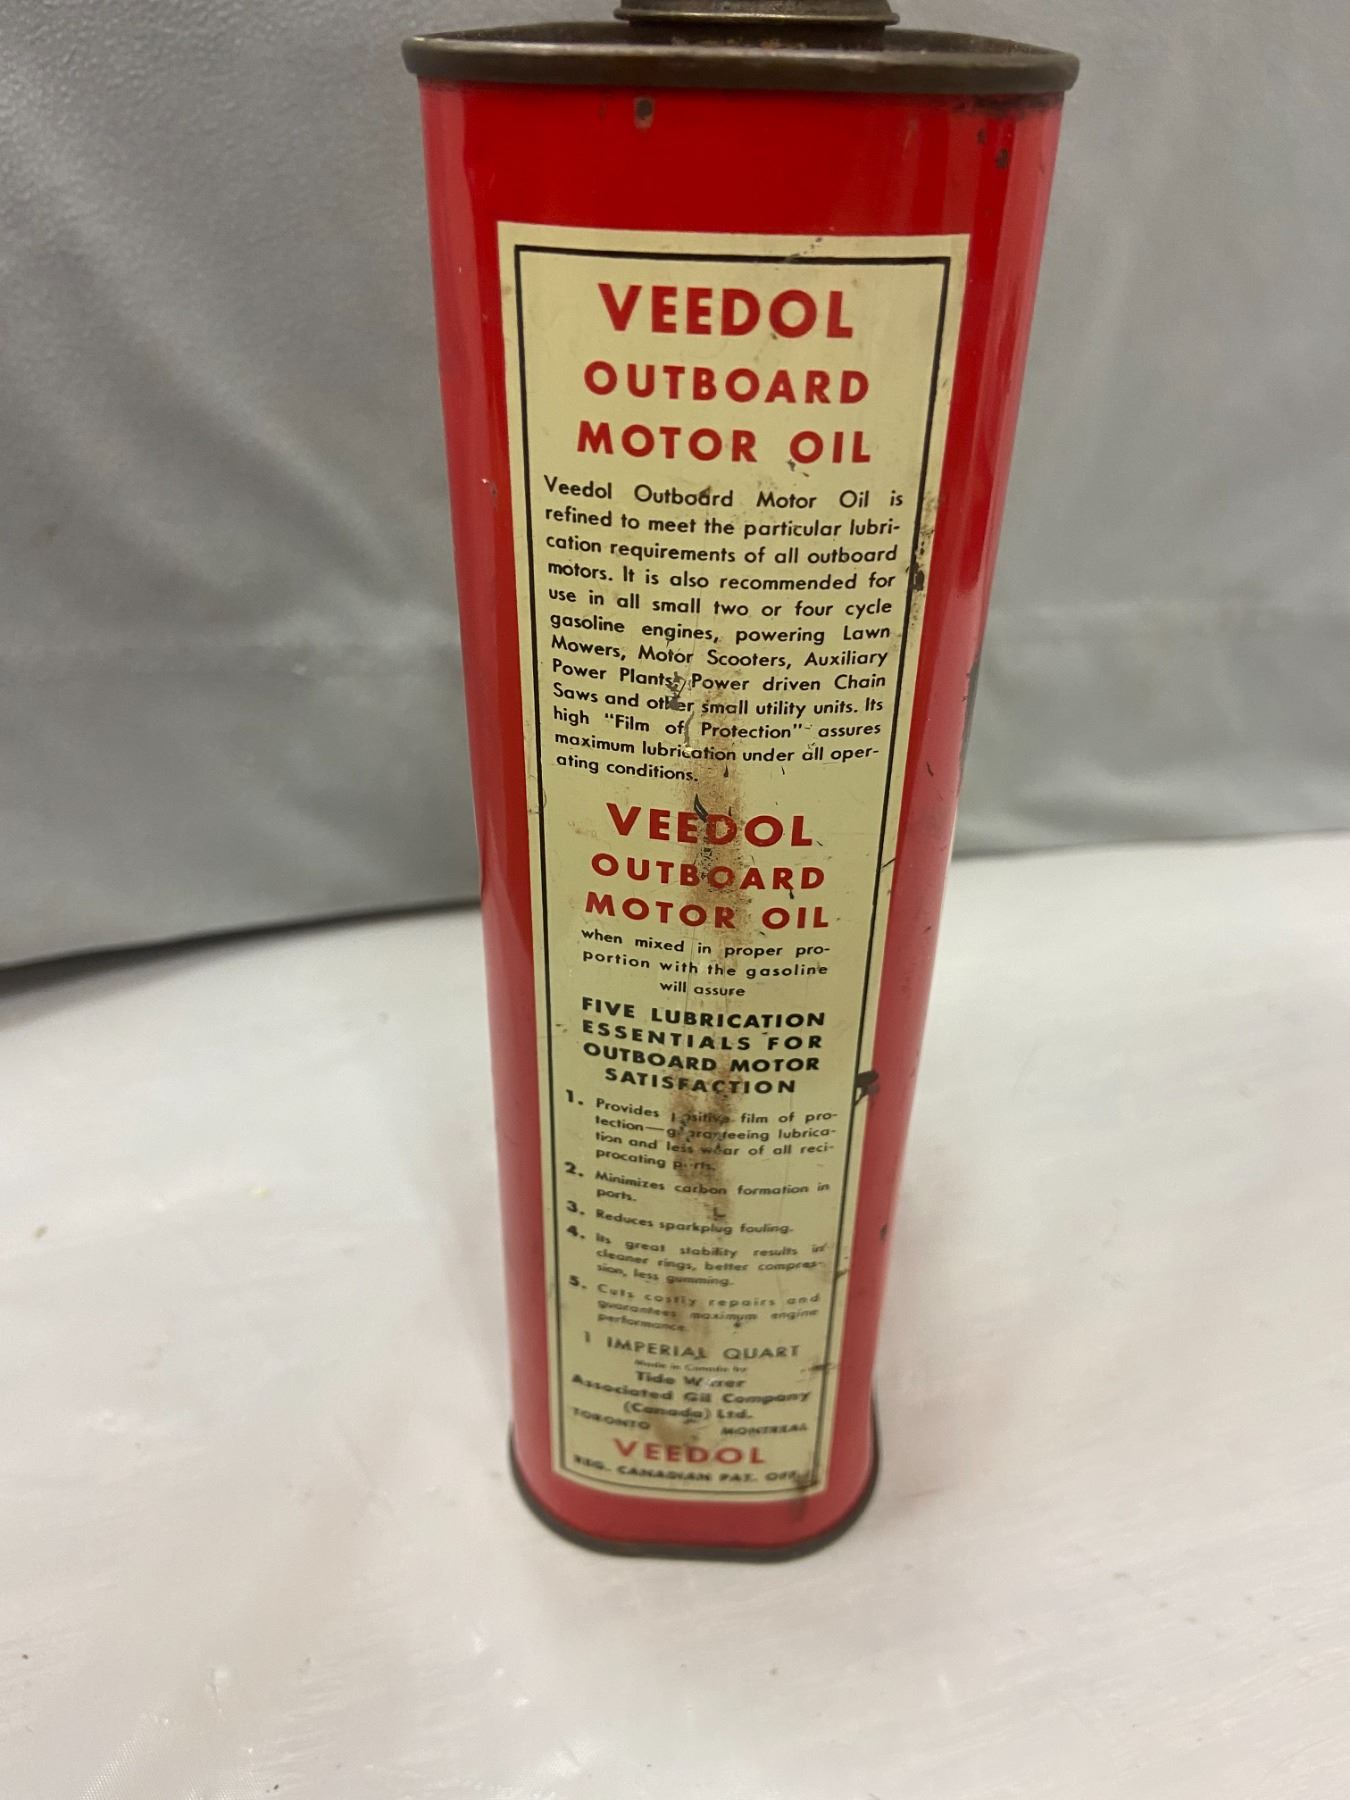 VEEDOL
OUTBOARD
MOTOR OIL
Veedol Outboard Motor Oil is
refined to meet the particular lubri-
cation requirements of all outboard
motors. It is also recommended for
use in all small two or four cycle
gasoline engines, powering Lawn
Mowers, Motor Scooters, Auxiliary
Power Plants, Power driven Chain
Saws and other small utility units. Its
high "Film of Protection" assures
maximum lubrication under all oper-
ating conditions.
VEEDOL
OUTBOARD
MOTOR OIL
when mixed in proper pro-
portion with the gasoline
will assure
FIVE LUBRICATION
ESSENTIALS FOR
OUTBOARD MOTOR
SATISFACTION
1. Provides positive film of pro-
tection—guaranteeing lubrica-
tion and less wear of all reci-
procating parts.
2. Minimizes carbon formation in
ports.
3. Reduces sparkplug fouling.
4. Its great stability results in
cleaner rings, better compres-
sion, less gumming.
5. Cuts costly repairs and
guarantees maximum engine
performance.
1 IMPERIAL QUART
Made in Canada by
Tide Water
Associated Oil Company
(Canada) Ltd.
TORONTO MONTREAL
VEEDOL
REG. CANADIAN PAT. OFF.